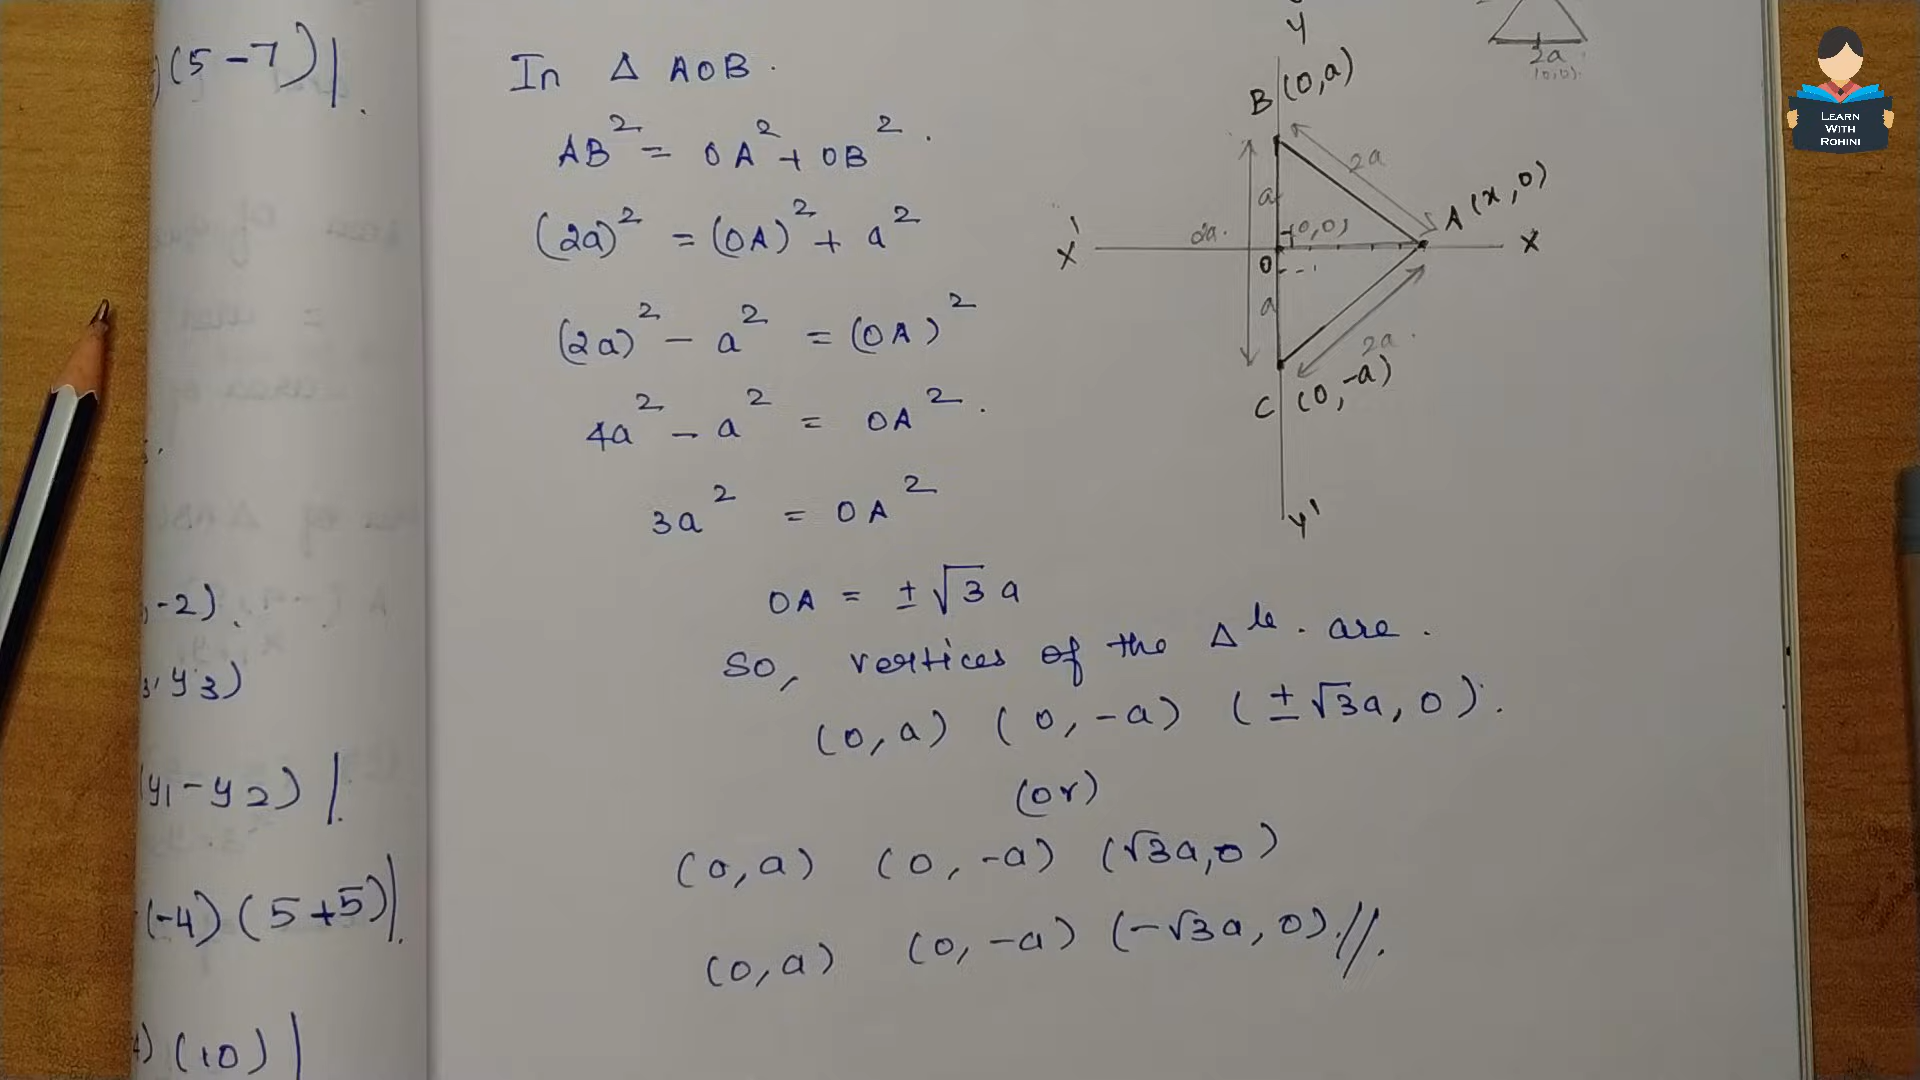 (5-7)|.
In Δ AOB.
AB² = OA² + OB².
(2a)² = (OA)² + a²
(2a)² - a² = (OA)²
4a² - a² = OA².
3a² = OA²
OA = ±√3 a
So, vertices of the Δle. are.
(0, a) (0, -a) (±√3a, 0).
(or)
(0, a) (0, -a) (√3a, 0)
(0, a) (0, -a) (-√3a, 0).//.
-2).
y3)
(y1 - y2)|.
(-4)(5+5)|.
(10)|
Y
B (0, a)
2a
a
A (x, 0)
2a.
(0,0)
X'
O
X
a
2a.
C (0, -a)
Y'
2a
(0,0).
LEARN
WITH
ROHINI